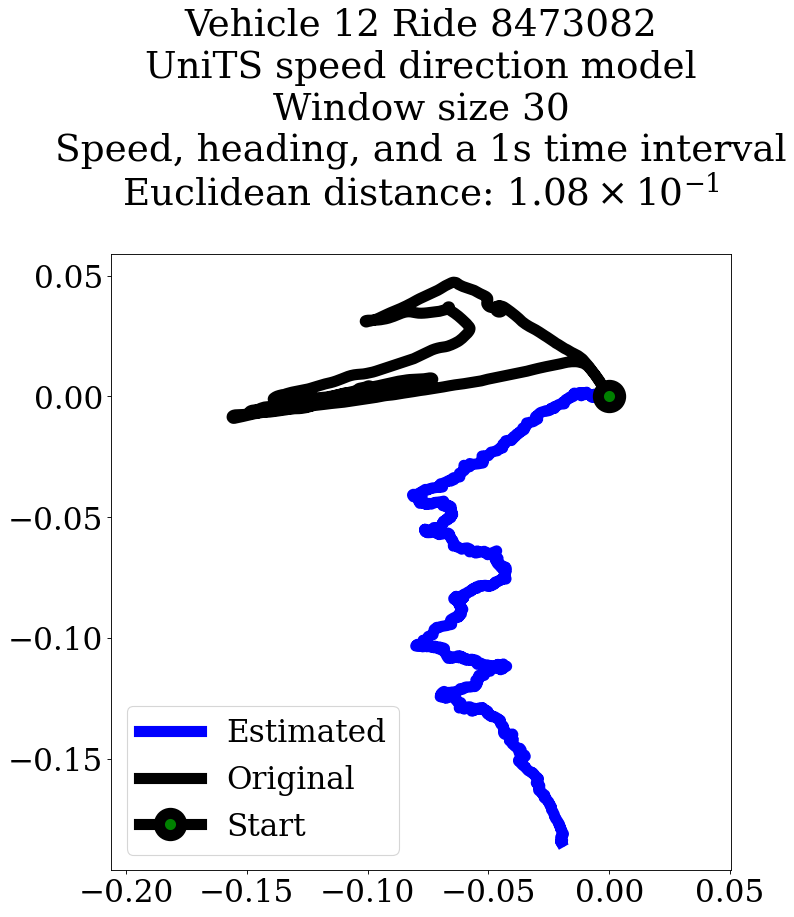 Vehicle 12 Ride 8473082
UniTS speed direction model
Window size 30
Speed, heading, and a 1s time interval
Euclidean distance: 1.08 × 10⁻¹
0.05
0.00
−0.05
−0.10
−0.15
Estimated
Original
Start
−0.20 −0.15 −0.10 −0.05 0.00 0.05